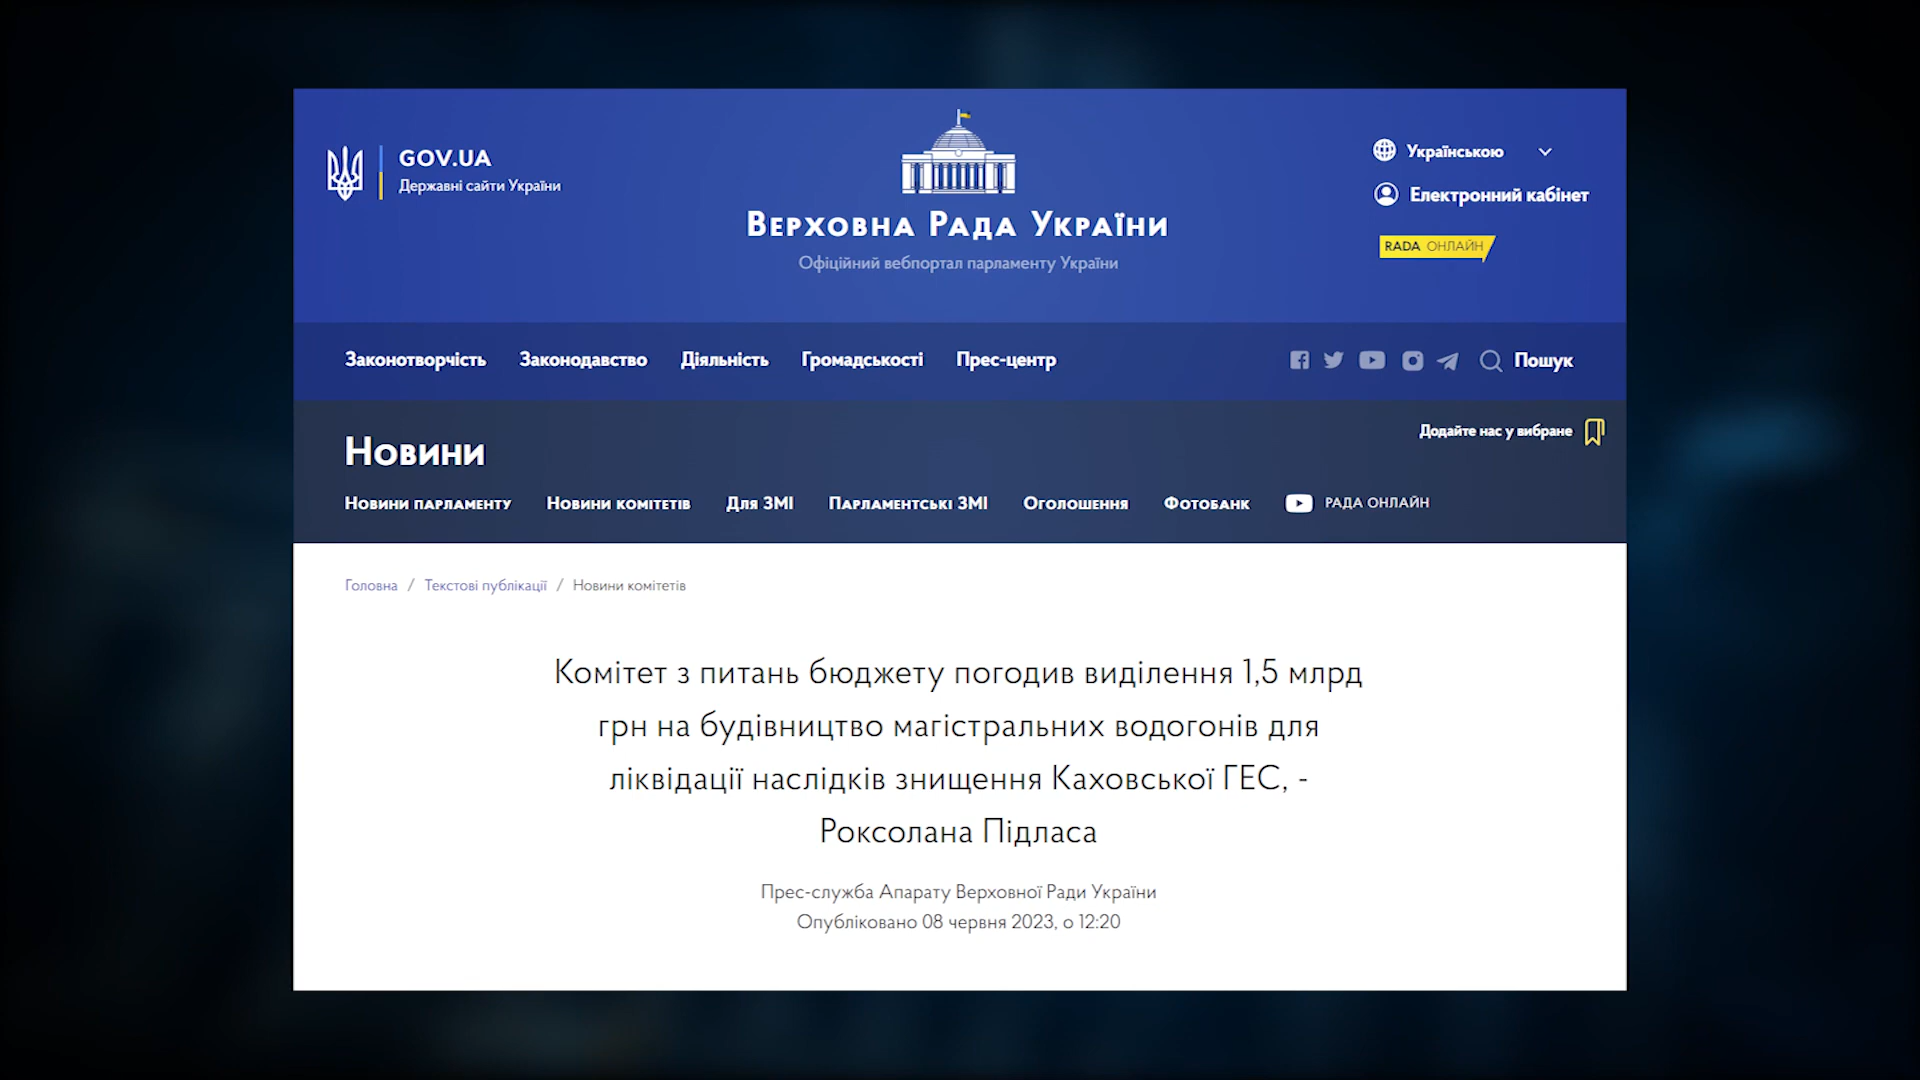 GOV.UA
Державні сайти України
Верховна Рада України
Офіційний вебпортал парламенту України
Українською
Електронний кабінет
RADA ОНЛАЙН
Законотворчість Законодавство Діяльність Громадськості Прес-центр Пошук
Додайте нас у вибране
Новини
Новини парламенту Новини комітетів Для ЗМІ Парламентські ЗМІ Оголошення Фотобанк РАДА ОНЛАЙН
Головна / Текстові публікації / Новини комітетів
Комітет з питань бюджету погодив виділення 1,5 млрд
грн на будівництво магістральних водогонів для
ліквідації наслідків знищення Каховської ГЕС, -
Роксолана Підласа
Прес-служба Апарату Верховної Ради України
Опубліковано 08 червня 2023, о 12:20